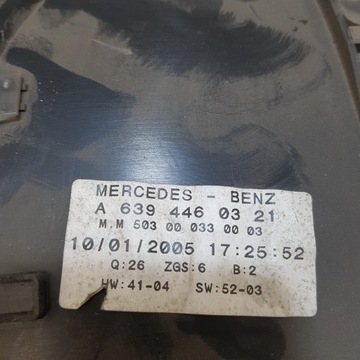 MERCEDES - BENZ
A 639 446 03 21
M.M 503 00 033 00 03
10/01/2005 17:25:52
Q:26 ZGS:6 B:2
HW:41-04 SW:52-03